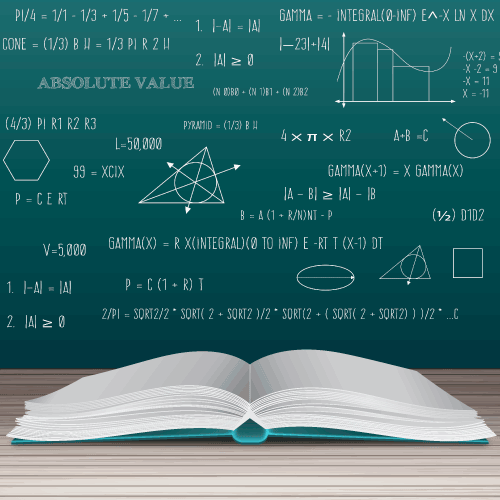 PI/4 = 1/1 - 1/3 + 1/5 - 1/7 + ...
1. |-A| = |A|
GAMMA = - INTEGRAL(0-INF) E^-X LN X DX
CONE = (1/3) B H = 1/3 PI R 2 H
|-23|+|4|
2. |A| ≥ 0
-(X+2) = 9
-X -2 = 9
-X = 11
X = -11
ABSOLUTE VALUE
(N 0)B0 + (N 1)B1 + (N 2)B2
(4/3) PI R1 R2 R3
PYRAMID = (1/3) B H
L=50,000
4 × π × R2
A+B =C
99 = XCIX
GAMMA(X+1) = X GAMMA(X)
P = C E RT
|A - B| ≥ |A| - |B
B = A (1 + R/N)NT - P
(½) D1D2
V=5,000
GAMMA(X) = R X(INTEGRAL)(0 TO INF) E -RT T (X-1) DT
1. |-A| = |A|
P = C (1 + R) T
2. |A| ≥ 0
2/PI = SQRT2/2 * SQRT( 2 + SQRT2 )/2 * SQRT(2 + ( SQRT( 2 + SQRT2) ) )/2 * ...C